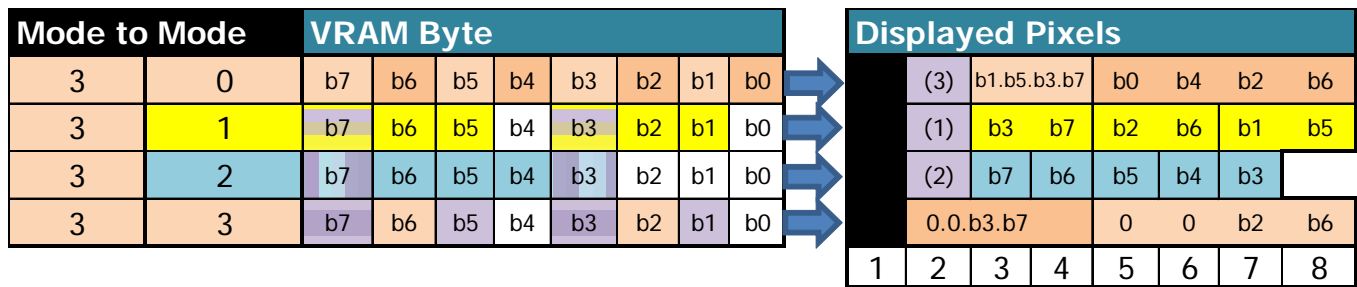 Mode to Mode VRAM Byte Displayed Pixels
3 0 b7 b6 b5 b4 b3 b2 b1 b0 (3) b1.b5.b3.b7 b0 b4 b2 b6
3 1 b7 b6 b5 b4 b3 b2 b1 b0 (1) b3 b7 b2 b6 b1 b5
3 2 b7 b6 b5 b4 b3 b2 b1 b0 (2) b7 b6 b5 b4 b3
3 3 b7 b6 b5 b4 b3 b2 b1 b0 0.0.b3.b7 0 0 b2 b6
1 2 3 4 5 6 7 8